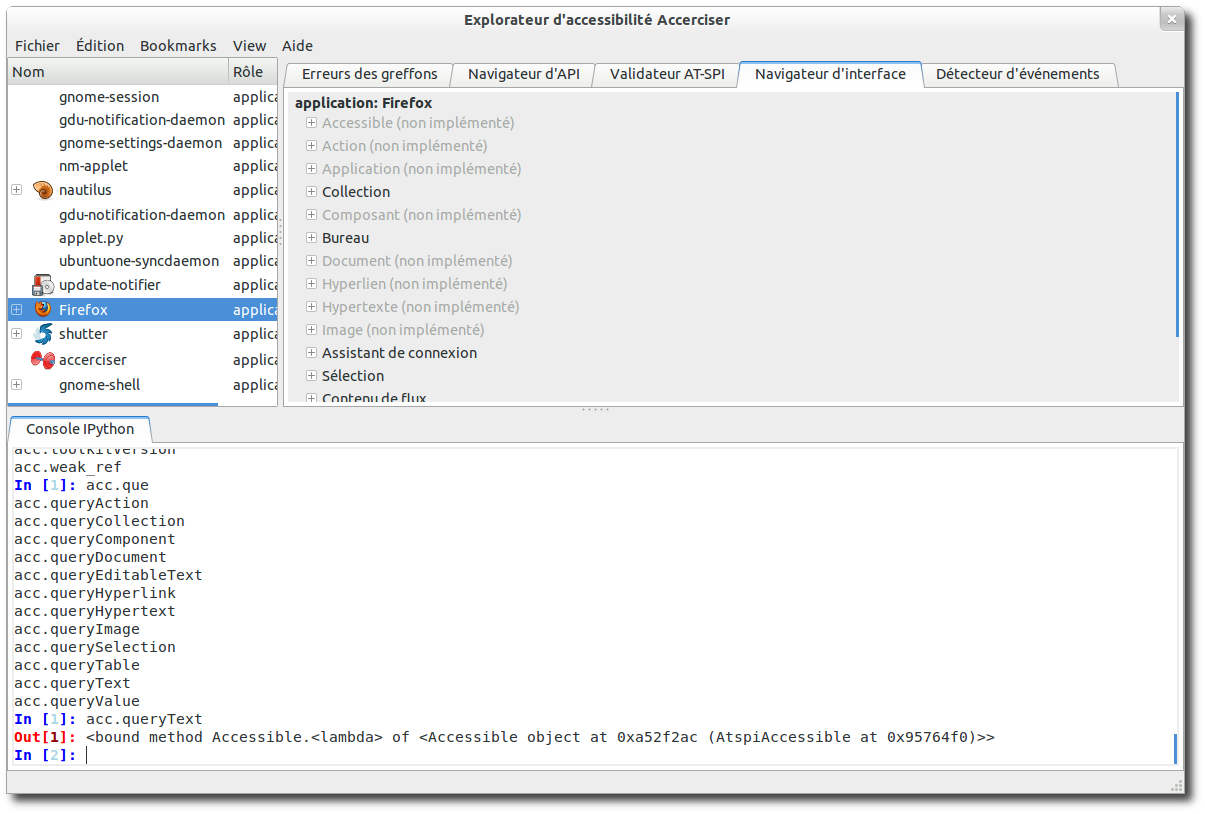 Explorateur d'accessibilité Accerciser
Fichier Édition Bookmarks View Aide
Nom Rôle
gnome-session applica
gdu-notification-daemon applica
gnome-settings-daemon applica
nm-applet applica
nautilus applica
gdu-notification-daemon applica
applet.py applica
ubuntuone-syncdaemon applica
update-notifier applica
Firefox applica
shutter applica
accerciser applica
gnome-shell applica
Erreurs des greffons Navigateur d'API Validateur AT-SPI Navigateur d'interface Détecteur d'événements
application: Firefox
Accessible (non implémenté)
Action (non implémenté)
Application (non implémenté)
Collection
Composant (non implémenté)
Bureau
Document (non implémenté)
Hyperlien (non implémenté)
Hypertexte (non implémenté)
Image (non implémenté)
Assistant de connexion
Sélection
Contenu de flux
Console IPython
acc.toolkitVersion
acc.weak_ref
In [1]: acc.que
acc.queryAction
acc.queryCollection
acc.queryComponent
acc.queryDocument
acc.queryEditableText
acc.queryHyperlink
acc.queryHypertext
acc.queryImage
acc.querySelection
acc.queryTable
acc.queryText
acc.queryValue
In [1]: acc.queryText
Out[1]: <bound method Accessible.<lambda> of <Accessible object at 0xa52f2ac (AtspiAccessible at 0x95764f0)>>
In [2]: